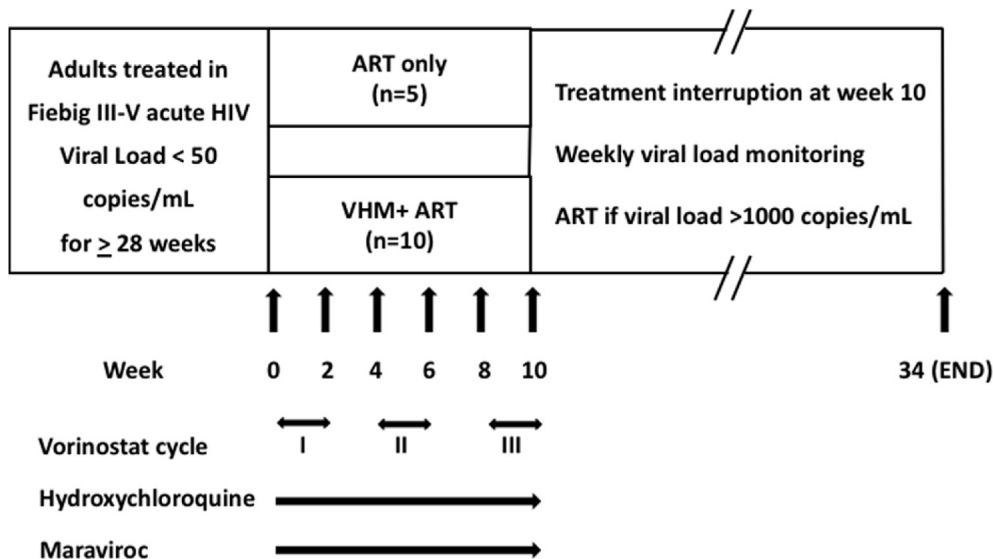 Adults treated in
Fiebig III-V acute HIV
Viral Load < 50
copies/mL
for ≥ 28 weeks
ART only
(n=5)
VHM+ ART
(n=10)
Treatment interruption at week 10
Weekly viral load monitoring
ART if viral load >1000 copies/mL
Week 0 2 4 6 8 10 34 (END)
Vorinostat cycle I II III
Hydroxychloroquine
Maraviroc